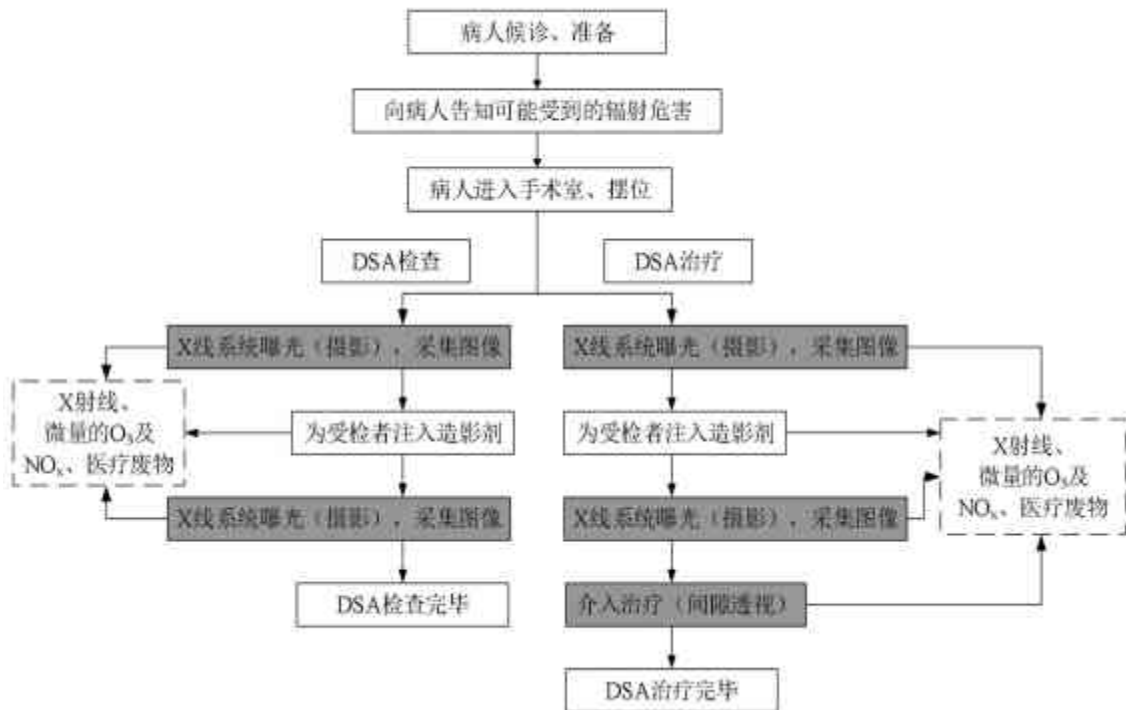 病人候诊、准备
向病人告知可能受到的辐射危害
病人进入手术室、摆位
DSA检查
DSA治疗
X线系统曝光（摄影），采集图像
X线系统曝光（摄影），采集图像
X射线、
微量的O₃及
NOₓ、医疗废物
为受检者注入造影剂
为受检者注入造影剂
X射线、
微量的O₃及
NOₓ、医疗废物
X线系统曝光（摄影），采集图像
X线系统曝光（摄影），采集图像
DSA检查完毕
介入治疗（间隙透视）
DSA治疗完毕